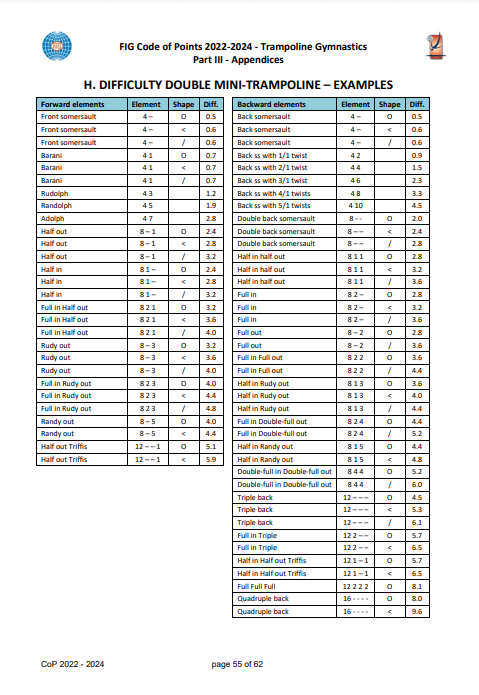 FIG Code of Points 2022-2024 - Trampoline Gymnastics
Part III - Appendices
H. DIFFICULTY DOUBLE MINI-TRAMPOLINE – EXAMPLES
Forward elements Element Shape Diff.
Front somersault 4 – O 0.5
Front somersault 4 – < 0.6
Front somersault 4 – / 0.6
Barani 4 1 O 0.7
Barani 4 1 < 0.7
Barani 4 1 / 0.7
Rudolph 4 3 1.2
Randolph 4 5 1.9
Adolph 4 7 2.8
Half out 8 – 1 O 2.4
Half out 8 – 1 < 2.8
Half out 8 – 1 / 3.2
Half in 8 1 – O 2.4
Half in 8 1 – < 2.8
Half in 8 1 – / 3.2
Full in Half out 8 2 1 O 3.2
Full in Half out 8 2 1 < 3.6
Full in Half out 8 2 1 / 4.0
Rudy out 8 – 3 O 3.2
Rudy out 8 – 3 < 3.6
Rudy out 8 – 3 / 4.0
Full in Rudy out 8 2 3 O 4.0
Full in Rudy out 8 2 3 < 4.4
Full in Rudy out 8 2 3 / 4.8
Randy out 8 – 5 O 4.0
Randy out 8 – 5 < 4.4
Half out Triffis 12 – – 1 O 5.1
Half out Triffis 12 – – 1 < 5.9
Backward elements Element Shape Diff.
Back somersault 4 – O 0.5
Back somersault 4 – < 0.6
Back somersault 4 – / 0.6
Back ss with 1/1 twist 4 2 0.9
Back ss with 2/1 twist 4 4 1.5
Back ss with 3/1 twist 4 6 2.3
Back ss with 4/1 twists 4 8 3.3
Back ss with 5/1 twist 4 10 4.5
Double back somersault 8 - - O 2.0
Double back somersault 8 – – < 2.4
Double back somersault 8 – – / 2.8
Half in half out 8 1 1 O 2.8
Half in half out 8 1 1 < 3.2
Half in half out 8 1 1 / 3.6
Full in 8 2 – O 2.8
Full in 8 2 – < 3.2
Full in 8 2 – / 3.6
Full out 8 – 2 O 2.8
Full out 8 – 2 / 3.6
Full in Full out 8 2 2 O 3.6
Full in Full out 8 2 2 / 4.4
Half in Rudy out 8 1 3 O 3.6
Half in Rudy out 8 1 3 < 4.0
Half in Rudy out 8 1 3 / 4.4
Full in Double-full out 8 2 4 O 4.4
Full in Double-full out 8 2 4 / 5.2
Half in Randy out 8 1 5 O 4.4
Half in Randy out 8 1 5 < 4.8
Double-full in Double-full out 8 4 4 O 5.2
Double-full in Double-full out 8 4 4 / 6.0
Triple back 12 – – – O 4.5
Triple back 12 – – – < 5.3
Triple back 12 – – – / 6.1
Full in Triple 12 2 – – O 5.7
Full in Triple 12 2 – – < 6.5
Half in Half out Triffis 12 1 – 1 O 5.7
Half in Half out Triffis 12 1 – 1 < 6.5
Full Full Full 12 2 2 2 O 8.1
Quadruple back 16 - - - - O 8.0
Quadruple back 16 - - - - < 9.6
CoP 2022 - 2024 page 55 of 62